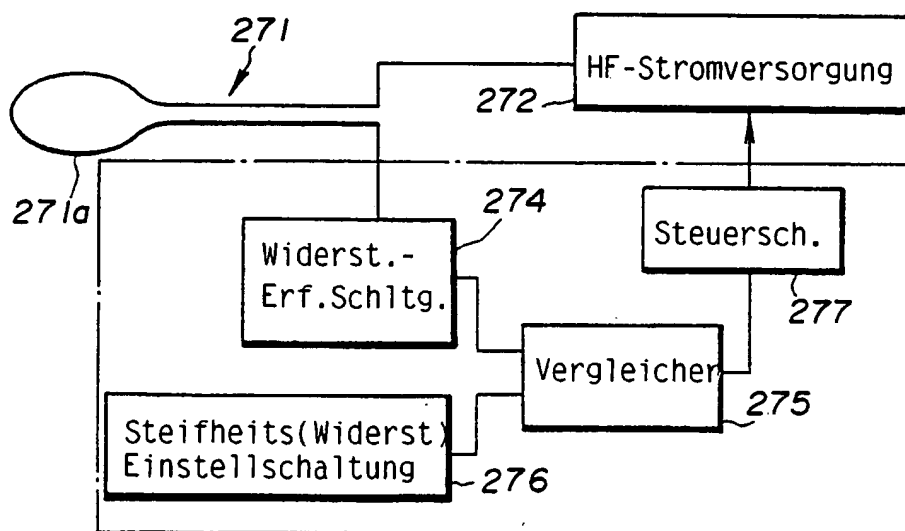 271
HF-Stromversorgung
272
271a
274
Widerst.-
Erf.Schltg.
Steuersch.
277
Vergleicher
275
Steifheits(Widerst)
Einstellschaltung
276